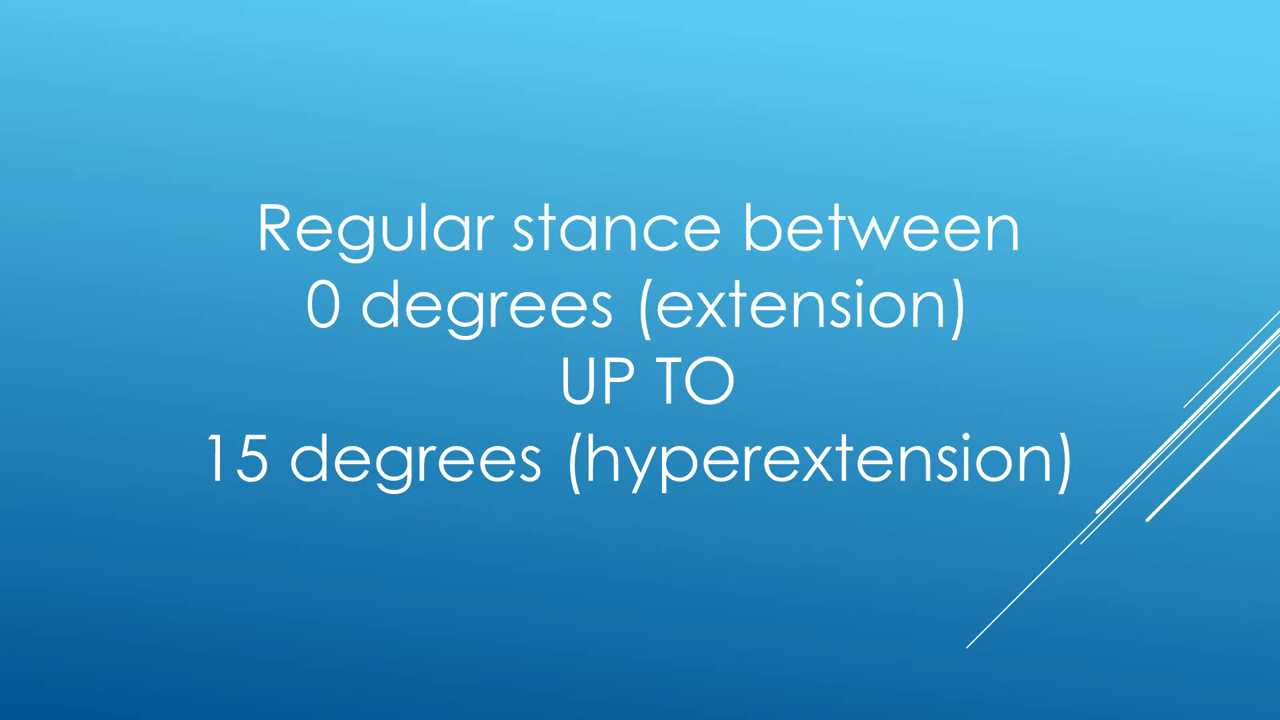 Regular stance between
0 degrees (extension)
UP TO
15 degrees (hyperextension)